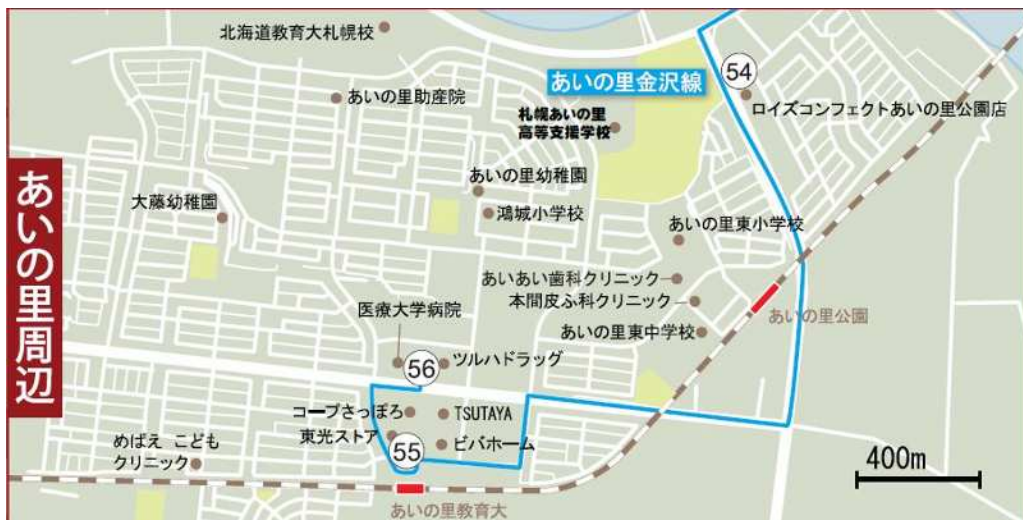 北海道教育大札幌校
あいの里金沢線
54
あいの里助産院
ロイズコンフェクトあいの里公園店
札幌あいの里
高等支援学校
あいの里周辺
あいの里幼稚園
大藤幼稚園
鴻城小学校
あいの里東小学校
あいあい歯科クリニック
本間皮ふ科クリニック
医療大学病院
あいの里公園
あいの里東中学校
56
ツルハドラッグ
コープさっぽろ
TSUTAYA
東光ストア
55
ビバホーム
めばえ こども
クリニック
400m
あいの里教育大